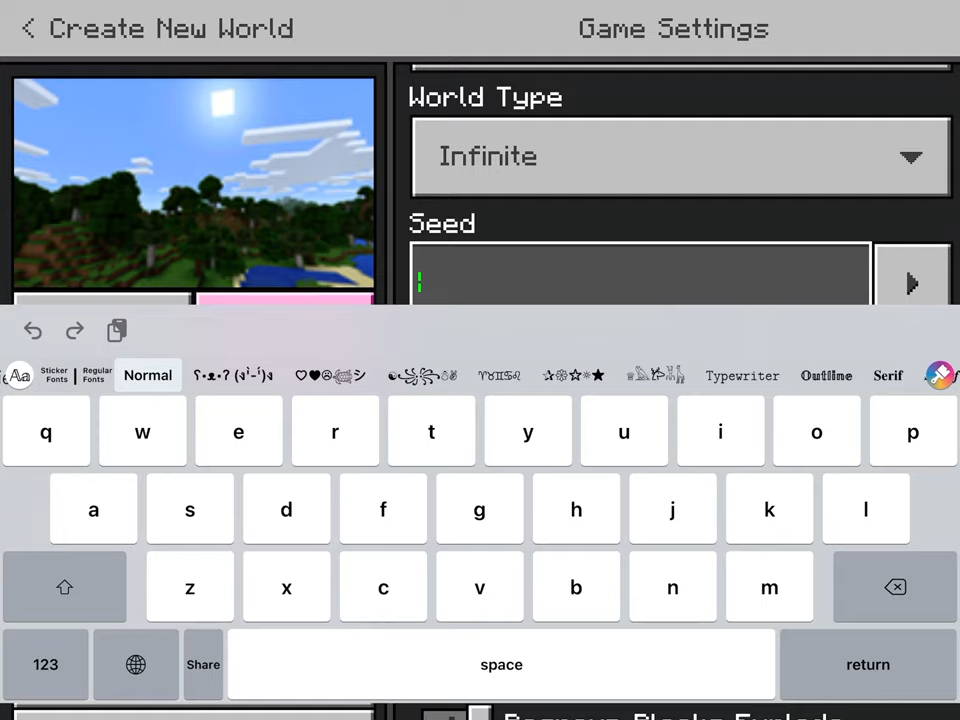 < Create New World
Game Settings
World Type
Infinite
Seed
Aa
Sticker Fonts
Regular Fonts
Normal
Typewriter
Outline
Serif
q w e r t y u i o p
a s d f g h j k l
z x c v b n m
123
Share
space
return